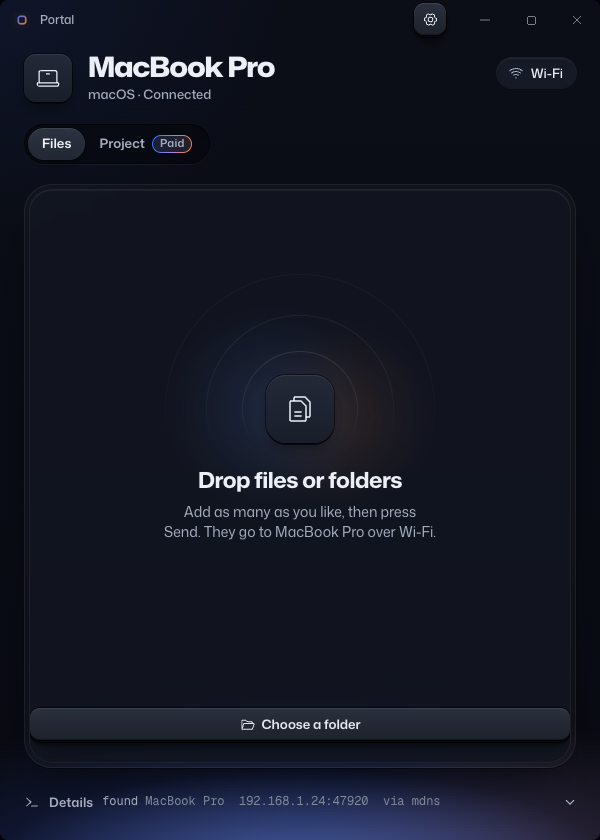 Portal
MacBook Pro
macOS · Connected
Wi-Fi
Files
Project Paid
Drop files or folders
Add as many as you like, then press
Send. They go to MacBook Pro over Wi-Fi.
Choose a folder
Details found MacBook Pro 192.168.1.24:47920 via mdns